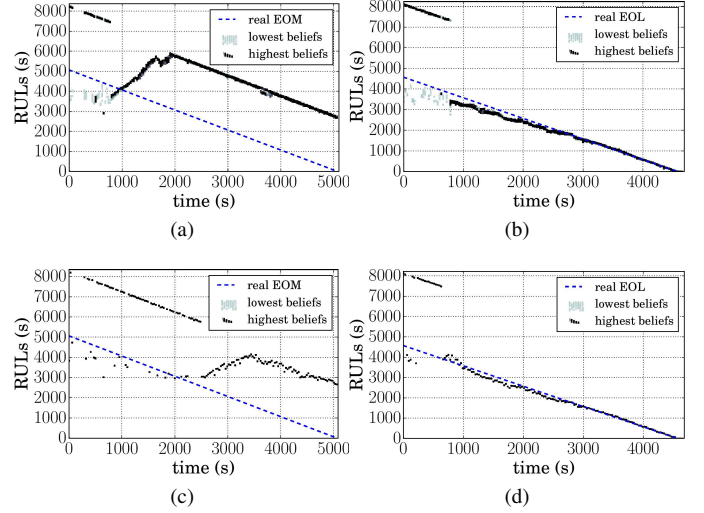 8000
7000
6000
5000
4000
3000
2000
1000
0
RULs (s)
real EOM
lowest beliefs
highest beliefs
0 1000 2000 3000 4000 5000
time (s)
(a)
8000
7000
6000
5000
4000
3000
2000
1000
0
RULs (s)
real EOL
lowest beliefs
highest beliefs
0 1000 2000 3000 4000
time (s)
(b)
8000
7000
6000
5000
4000
3000
2000
1000
0
RULs (s)
real EOM
lowest beliefs
highest beliefs
0 1000 2000 3000 4000 5000
time (s)
(c)
8000
7000
6000
5000
4000
3000
2000
1000
0
RULs (s)
real EOL
lowest beliefs
highest beliefs
0 1000 2000 3000 4000
time (s)
(d)